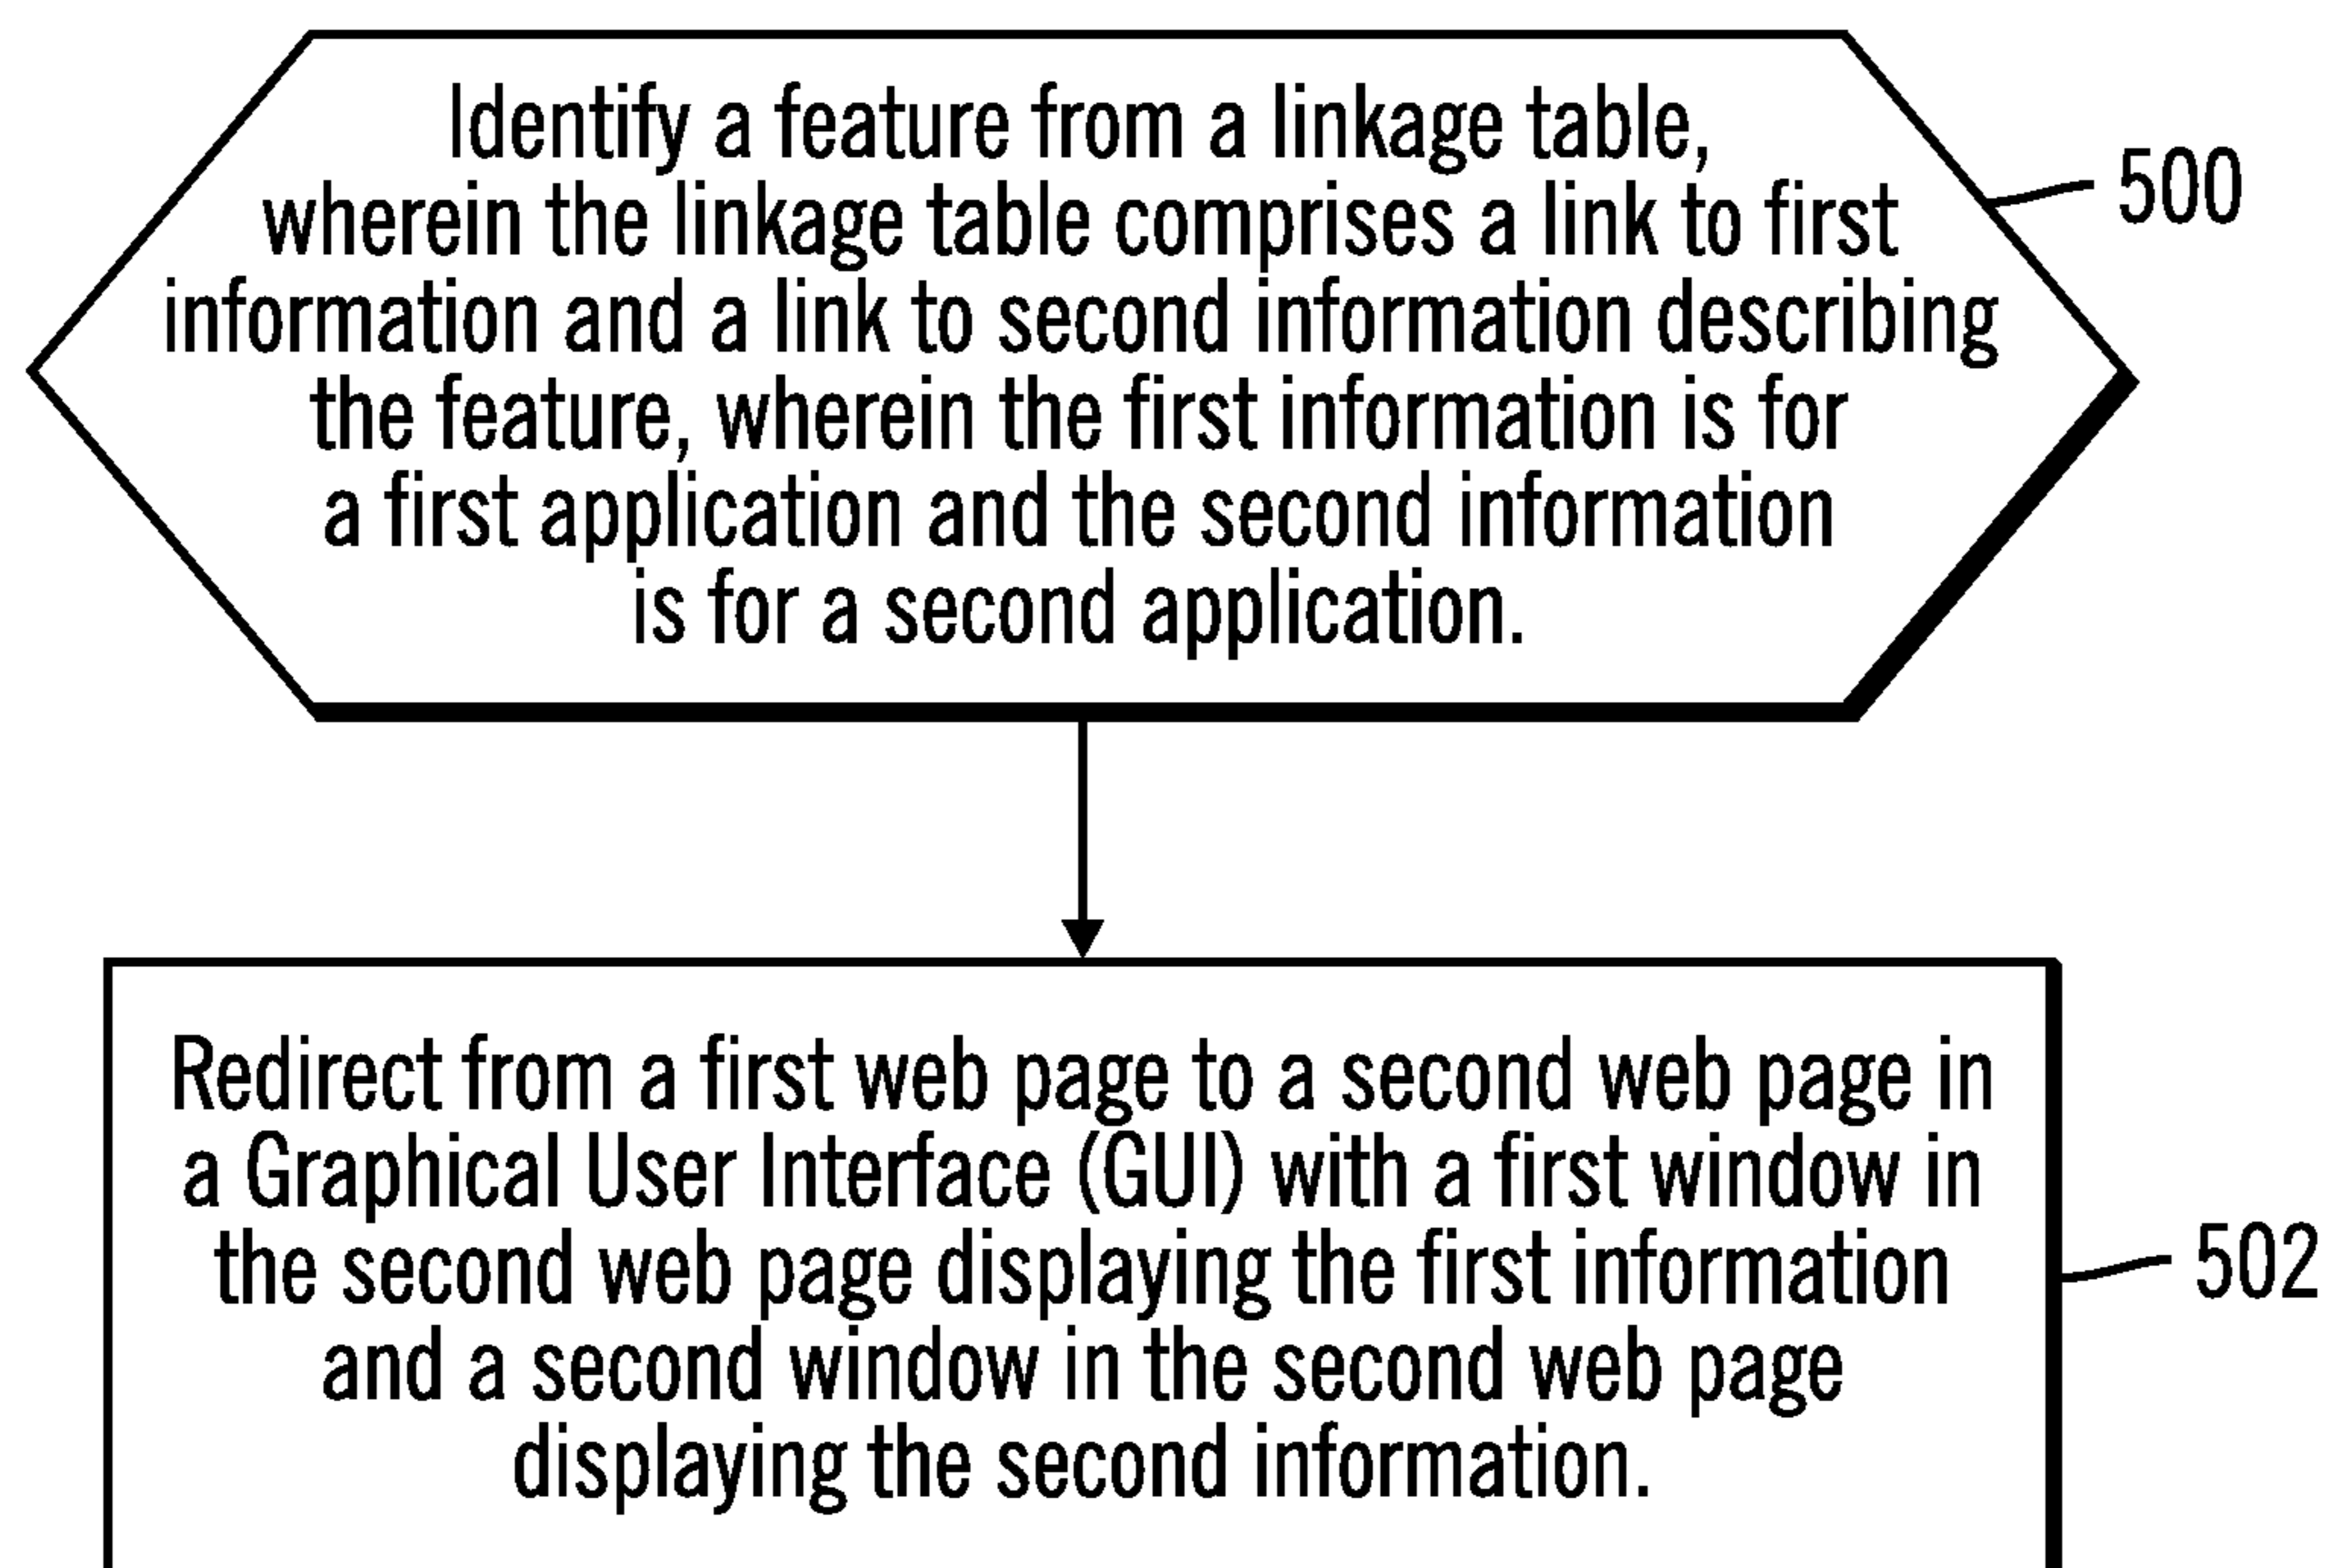 Identify a feature from a linkage table,
wherein the linkage table comprises a link to first
information and a link to second information describing
the feature, wherein the first information is for
a first application and the second information
is for a second application.
500
Redirect from a first web page to a second web page in
a Graphical User Interface (GUI) with a first window in
the second web page displaying the first information
and a second window in the second web page
displaying the second information.
502